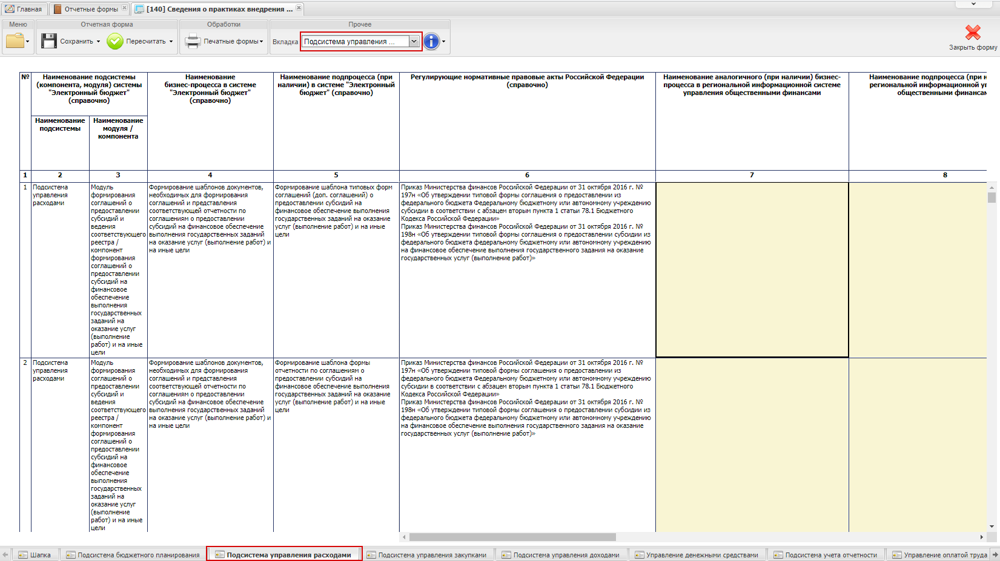 Главная
Отчетные формы
[140] Сведения о практиках внедрения ...
Меню
Отчетная форма
Обработки
Прочее
Сохранить
Пересчитать
Печатные формы
Вкладка
Подсистема управления ...
Закрыть форму
№
Наименование подсистемы
(компонента, модуля) системы
"Электронный бюджет"
(справочно)
Наименование
бизнес-процесса в системе
"Электронный бюджет"
(справочно)
Наименование подпроцесса (при
наличии) в системе "Электронный
бюджет" (справочно)
Регулирующие нормативные правовые акты Российской Федерации
(справочно)
Наименование аналогичного (при наличии) бизнес-
процесса в региональной информационной системе
управления общественными финансами
Наименование подпроцесса (при
региональной информационной
общественными
Наименование
подсистемы
Наименование
модуля /
компонента
1 2 3 4 5 6 7 8
1
Подсистема
управления
расходами
Модуль
формирования
соглашений о
предоставлении
субсидий и
ведения
соответствующего
реестра /
компонент
формирования
соглашений о
предоставлении
субсидий на
финансовое
обеспечение
выполнения
государственных
заданий на
оказание услуг
(выполнение
работ) и на иные
цели
Формирование шаблонов документов,
необходимых для формирования
соглашений и представления
соответствующей отчетности по
соглашениям о предоставлении
субсидий на финансовое обеспечение
выполнения государственных заданий
на оказание услуг (выполнение работ) и
на иные цели
Формирование шаблона типовых форм
соглашений (доп. соглашений) о
предоставлении субсидий на
финансовое обеспечение выполнения
государственных заданий на оказание
услуг (выполнение работ) и на иные
цели
Приказ Министерства финансов Российской Федерации от 31 октября 2016 г. №
197н «Об утверждении типовой формы соглашения о предоставлении из
федерального бюджета Федеральному бюджетному или автономному учреждению
субсидии в соответствии с абзацем вторым пункта 1 статьи 78.1 Бюджетного
Кодекса Российской Федерации»
Приказ Министерства финансов Российской Федерации от 31 октября 2016 г. №
198н «Об утверждении типовой формы соглашения о предоставлении субсидии из
федерального бюджета федеральному бюджетному или автономному учреждению
на финансовое обеспечение выполнения государственного задания на оказание
государственных услуг (выполнение работ)»
2
Подсистема
управления
расходами
Модуль
формирования
соглашений о
предоставлении
субсидий и
ведения
соответствующего
реестра /
компонент
формирования
соглашений о
предоставлении
субсидий на
финансовое
обеспечение
выполнения
государственных
заданий на
оказание услуг
(выполнение
работ) и на иные
цели
Формирование шаблонов документов,
необходимых для формирования
соглашений и представления
соответствующей отчетности по
соглашениям о предоставлении
субсидий на финансовое обеспечение
выполнения государственных заданий
на оказание услуг (выполнение работ) и
на иные цели
Формирование шаблона формы
отчетности по соглашениям о
предоставлении субсидий на
финансовое обеспечение выполнения
государственных заданий на оказание
услуг (выполнение работ) и на иные
цели
Приказ Министерства финансов Российской Федерации от 31 октября 2016 г. №
197н «Об утверждении типовой формы соглашения о предоставлении из
федерального бюджета Федеральному бюджетному или автономному учреждению
субсидии в соответствии с абзацем вторым пункта 1 статьи 78.1 Бюджетного
Кодекса Российской Федерации»
Приказ Министерства финансов Российской Федерации от 31 октября 2016 г. №
198н «Об утверждении типовой формы соглашения о предоставлении субсидии из
федерального бюджета федеральному бюджетному или автономному учреждению
на финансовое обеспечение выполнения государственного задания на оказание
государственных услуг (выполнение работ)»
Шапка
Подсистема бюджетного планирования
Подсистема управления расходами
Подсистема управления закупками
Подсистема управления доходами
Управление денежными средствами
Подсистема учета отчетности
Управление оплатой труда